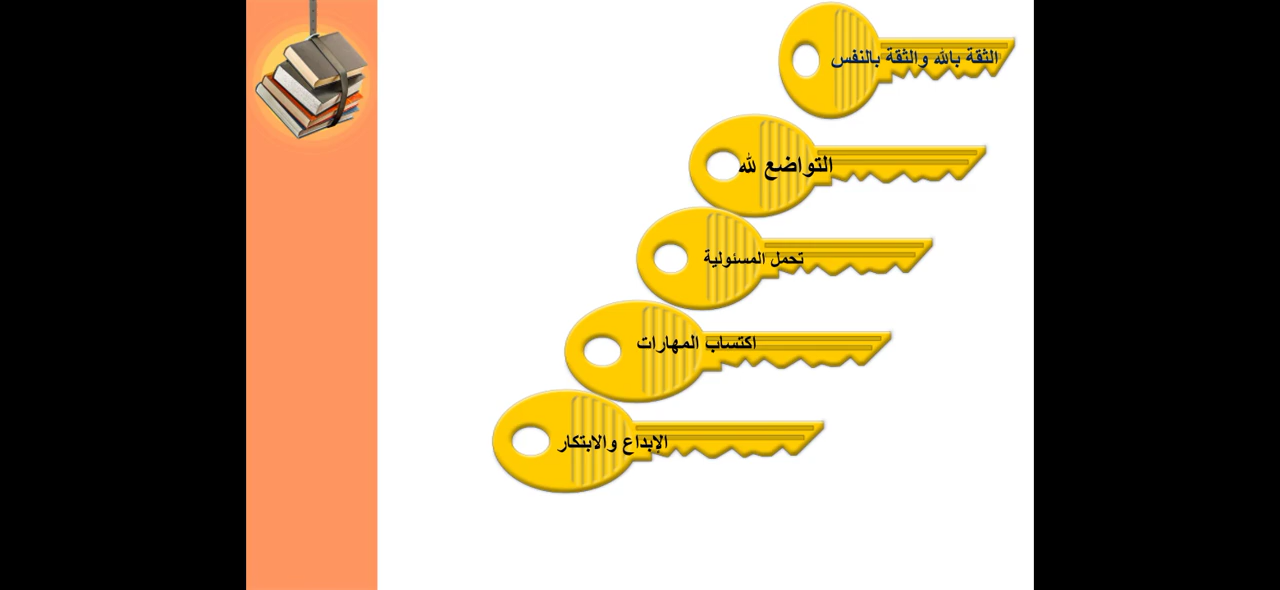 الثقة بالله والثقة بالنفس
التواضع لله
تحمل المسئولية
اكتساب المهارات
الإبداع والابتكار